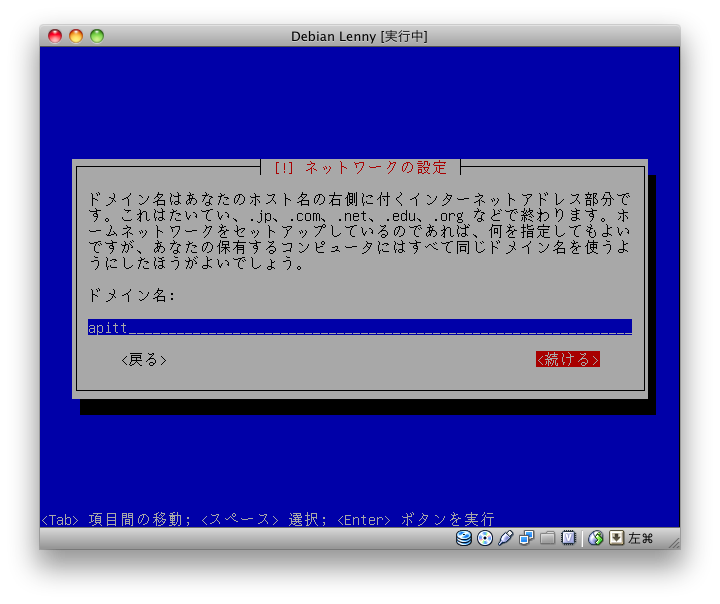 Debian Lenny [実行中]
[!] ネットワークの設定
ドメイン名はあなたのホスト名の右側に付くインターネットアドレス部分で
す。これはたいてい、.jp、.com、.net、.edu、.org などで終わります。ホ
ームネットワークをセットアップしているのであれば、何を指定してもよい
ですが、あなたの保有するコンピュータにはすべて同じドメイン名を使うよ
うにしたほうがよいでしょう。
ドメイン名:
apitt_______________________________________________________________
<戻る> <続ける>
<Tab> 項目間の移動; <スペース> 選択; <Enter> ボタンを実行
V 左⌘